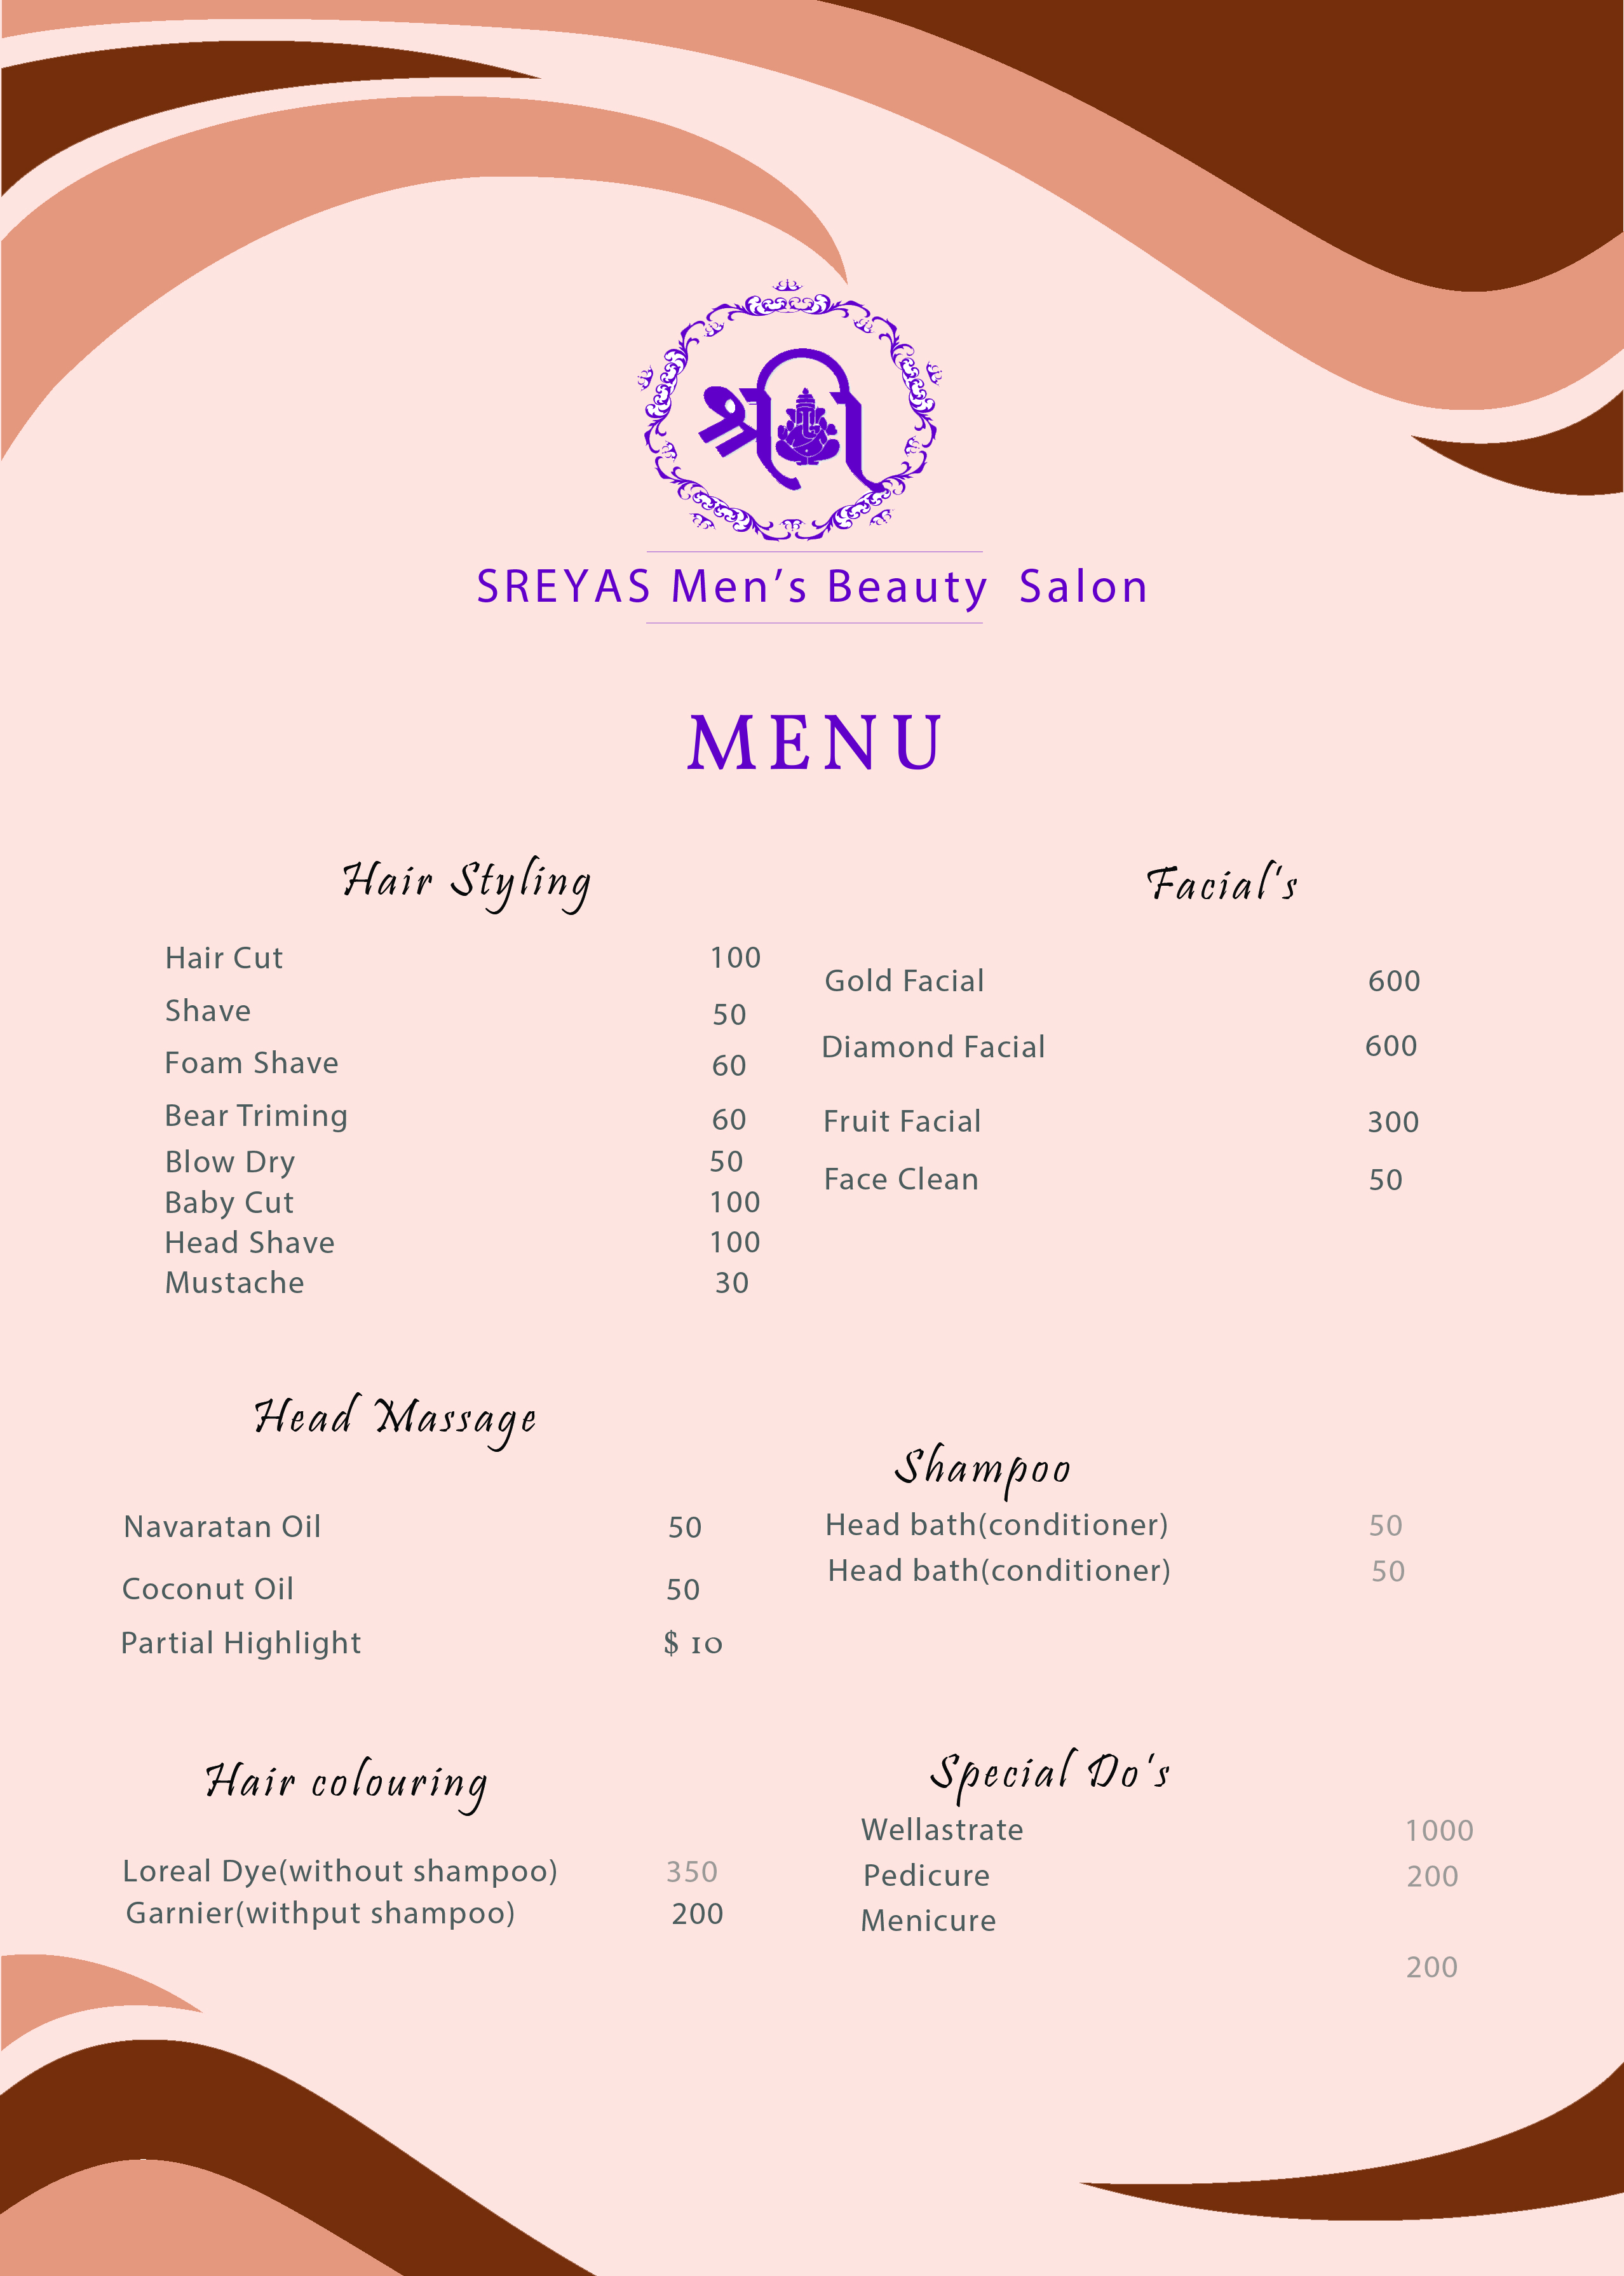 श्री
SREYAS Men’s Beauty Salon
MENU
Hair Styling
Hair Cut 100
Shave 50
Foam Shave 60
Bear Triming 60
Blow Dry 50
Baby Cut 100
Head Shave 100
Mustache 30
Facial's
Gold Facial 600
Diamond Facial 600
Fruit Facial 300
Face Clean 50
Head Massage
Navaratan Oil 50
Coconut Oil 50
Partial Highlight $ 10
Shampoo
Head bath(conditioner) 50
Head bath(conditioner) 50
Hair colouring
Loreal Dye(without shampoo) 350
Garnier(withput shampoo) 200
Special Do's
Wellastrate 1000
Pedicure 200
Menicure
200